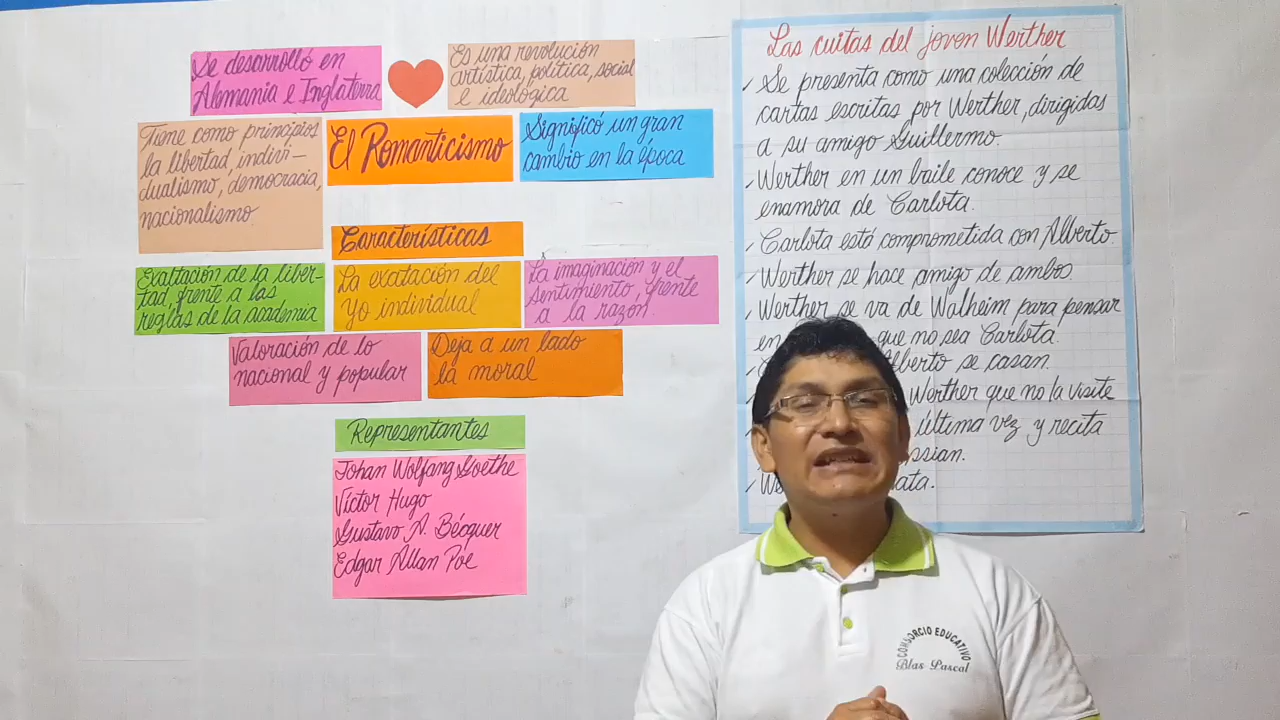 Se desarrolló en
Alemania e Inglaterra
Es una revolución
artística, política, social
e ideológica
Tiene como principios
la libertad, indivi-
dualismo, democracia,
nacionalismo.
El Romanticismo
Significó un gran
cambio en la época
Características
Exaltación de la liber-
tad, frente a las
reglas de la academia
La exatación del
Yo individual
La imaginación y el
sentimiento, frente
a la razón.
Valoración de lo
nacional y popular
Deja a un lado
la moral
Representantes
Johan Wolfang Goethe
Víctor Hugo
Gustavo A. Bécquer
Edgar Allan Poe
Las cuitas del joven Werther
Se presenta como una colección de
cartas escritas por Werther, dirigidas
a su amigo Guillermo.
Werther en un baile conoce y se
enamora de Carlota.
Carlota está comprometida con Alberto.
Werther se hace amigo de ambos
Werther se va de Walheim para pensar
en que no sea Carlota.
Alberto se casan.
Werther que no la visite
última vez y recita
CONSORCIO EDUCATIVO
Blas Pascal